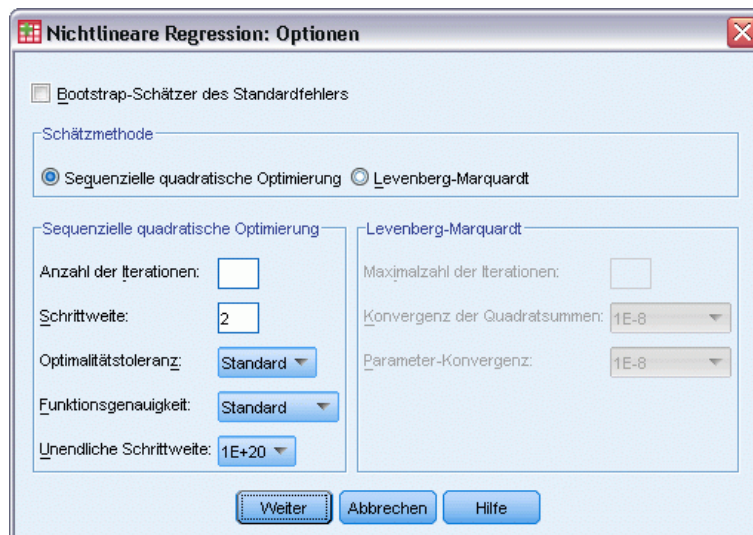 Nichtlineare Regression: Optionen
Bootstrap-Schätzer des Standardfehlers
Schätzmethode
Sequenzielle quadratische Optimierung Levenberg-Marquardt
Sequenzielle quadratische Optimierung
Anzahl der Iterationen:
Schrittweite: 2
Optimalitätstoleranz: Standard
Funktionsgenauigkeit: Standard
Unendliche Schrittweite: 1E+20
Levenberg-Marquardt
Maximalzahl der Iterationen:
Konvergenz der Quadratsummen: 1E-8
Parameter-Konvergenz: 1E-8
Weiter Abbrechen Hilfe